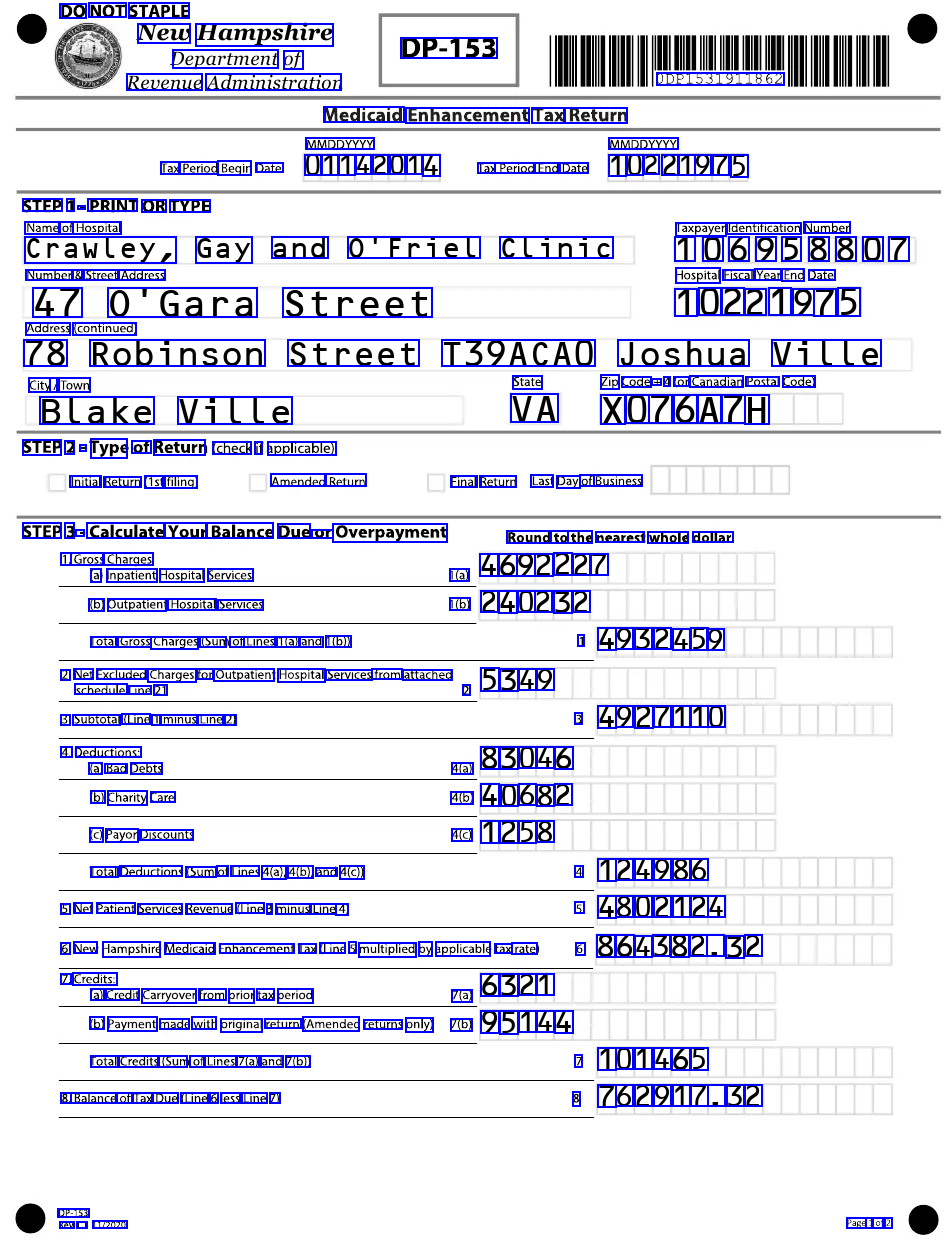 DO NOT STAPLE
New Hampshire
Department of
Revenue Administration
DP-153
0DP1531911862
Medicaid Enhancement Tax Return
MMDDYYYY MMDDYYYY
Tax Period Begin Date 01142014 Tax Period End Date 10221975
STEP 1 - PRINT OR TYPE
Name of Hospital Taxpayer Identification Number
Crawley, Gay and O'Friel Clinic 106958807
Number & Street Address Hospital Fiscal Year End Date
47 O'Gara Street 10221975
Address (continued)
78 Robinson Street T39ACAO Joshua Ville
City / Town State Zip Code + 4 (or Canadian Postal Code)
Blake Ville VA X076A7H
STEP 2 - Type of Return (check if applicable)
Initial Return (1st filing Amended Return Final Return Last Day of Business
STEP 3 - Calculate Your Balance Due or Overpayment Round to the nearest whole dollar
1 Gross Charges
a Inpatient Hospital Services 1(a) 4692227
(b) Outpatient Hospital Services 1(b) 240232
Total Gross Charges (Sum of Lines 1(a) and 1(b)) 1 4932459
2 Net Excluded Charges for Outpatient Hospital Services from attached
schedule Line 21 2 5349
3 Subtotal (Line 1 minus Line 2) 3 4927110
4 Deductions:
(a) Bad Debts 4(a) 83046
b) Charity Care 4(b) 40682
(c) Payor Discounts 4(c) 1258
Total Deductions (Sum of Lines 4(a), 4(b), and 4(c)) 4 124986
5 Net Patient Services Revenue (Line 3 minus Line 4) 5 4802124
6 New Hampshire Medicaid Enhancement Tax (Line 5 multiplied by applicable tax rate) 6 864382.32
7 Credits:
a) Credit Carryover from prior tax period 7(a) 6321
(b) Payment made with original return (Amended returns only) 7(b) 95144
Total Credits (Sum of Lines 7(a) and 7(b)) 7 101465
8 Balance of Tax Due (Line 6 less Line 7) 8 762917.32
DP-153
Rev 11/2020 Page 1 of 2